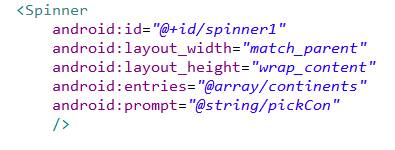 <Spinner
android:id="@+id/spinner1"
android:layout_width="match_parent"
android:layout_height="wrap_content"
android:entries="@array/continents"
android:prompt="@string/pickCon"
/>